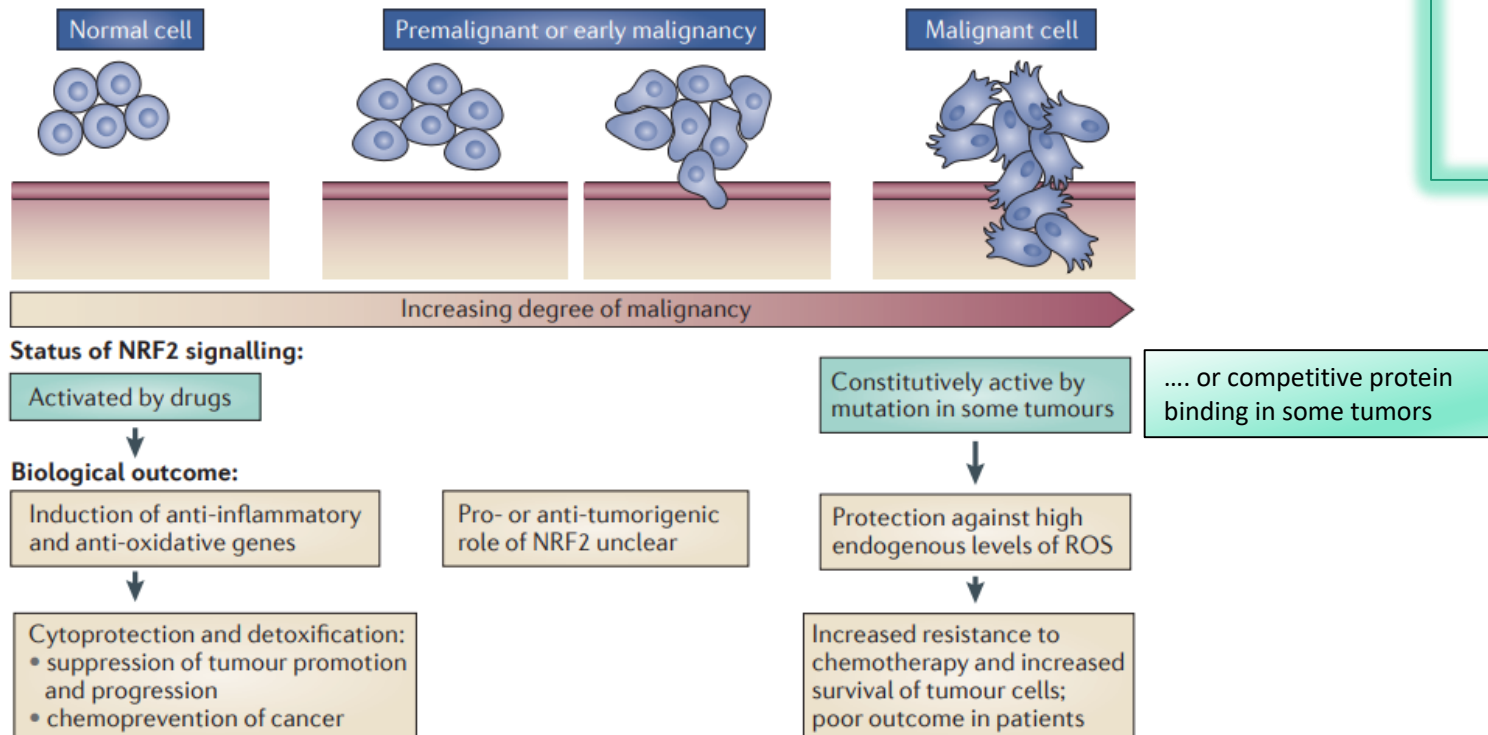 Normal cell
Premalignant or early malignancy
Malignant cell
Increasing degree of malignancy
Status of NRF2 signalling:
Activated by drugs
Constitutively active by
mutation in some tumours
.... or competitive protein
binding in some tumors
Biological outcome:
Induction of anti-inflammatory
and anti-oxidative genes
Pro- or anti-tumorigenic
role of NRF2 unclear
Protection against high
endogenous levels of ROS
Cytoprotection and detoxification:
• suppression of tumour promotion
and progression
• chemoprevention of cancer
Increased resistance to
chemotherapy and increased
survival of tumour cells;
poor outcome in patients